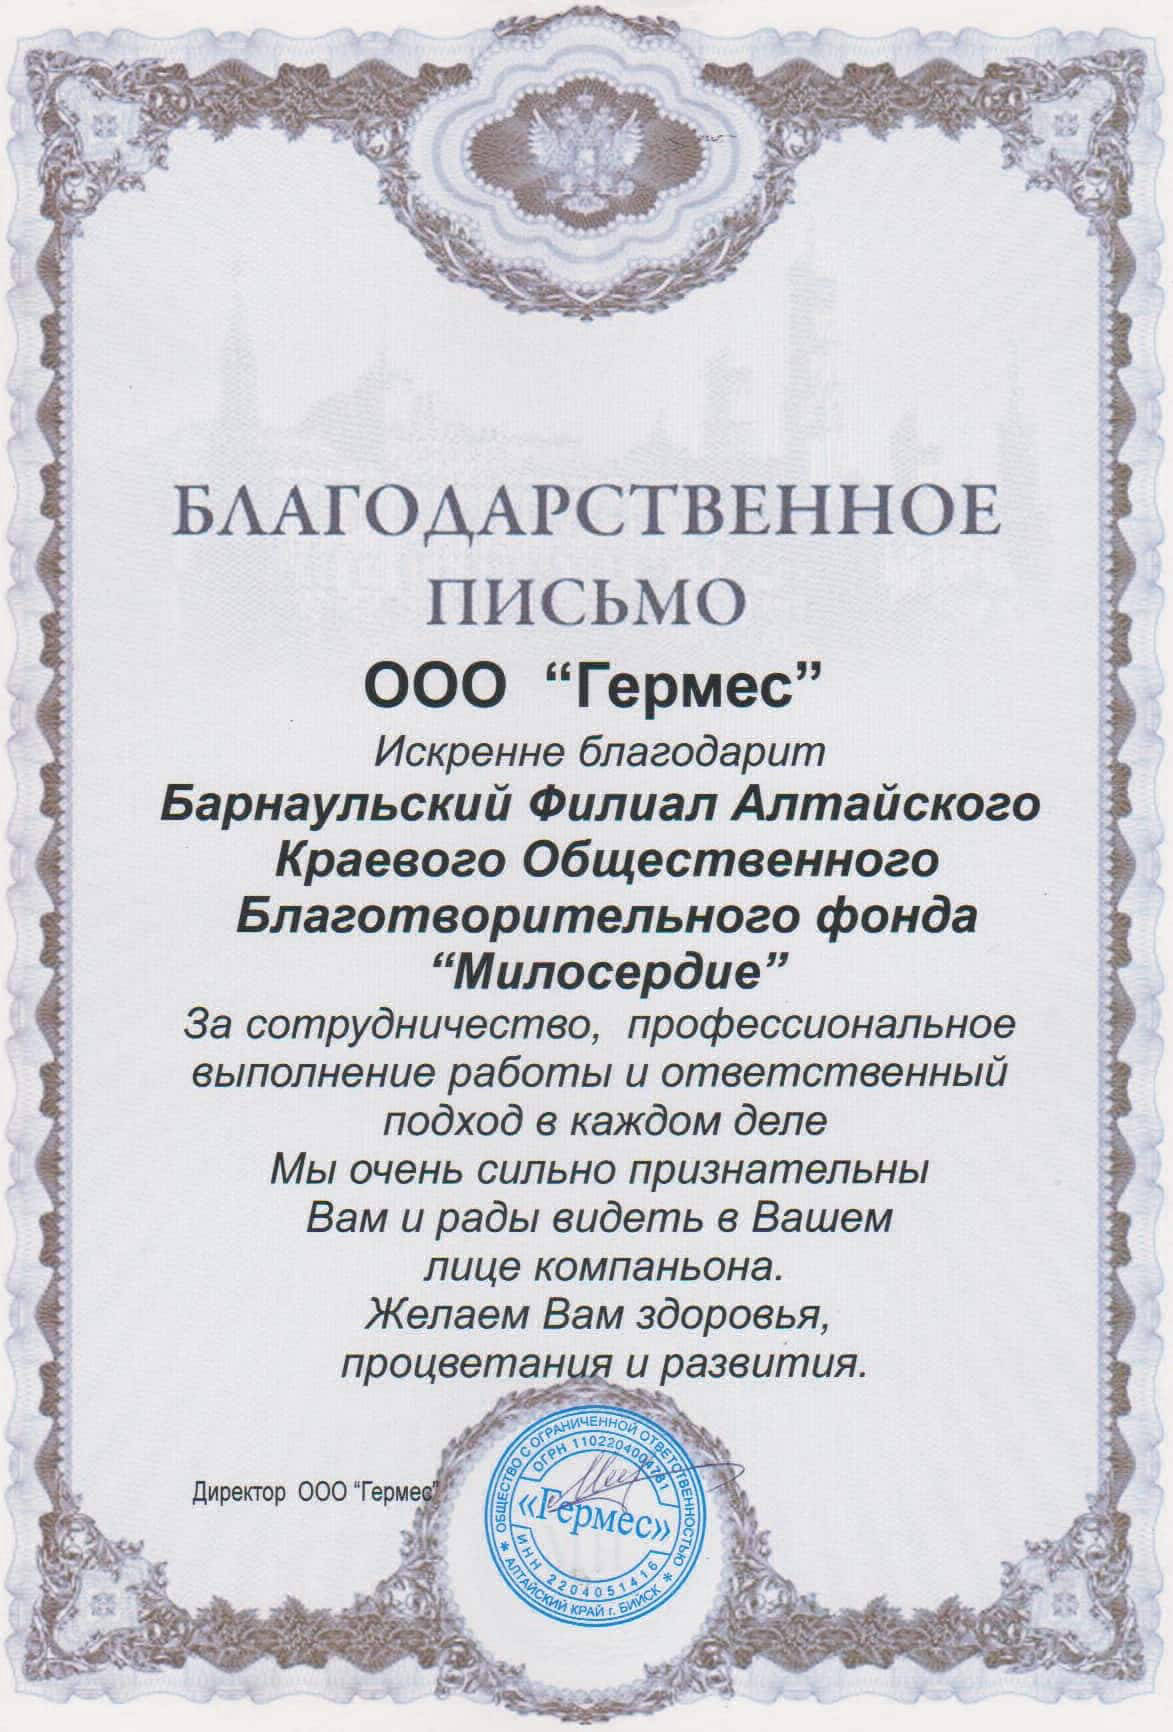 БЛАГОДАРСТВЕННОЕ
ПИСЬМО
ООО “Гермес”
Искренне благодарит
Барнаульский Филиал Алтайского
Краевого Общественного
Благотворительного фонда
“Милосердие”
За сотрудничество, профессиональное
выполнение работы и ответственный
подход в каждом деле
Мы очень сильно признательны
Вам и рады видеть в Вашем
лице компаньона.
Желаем Вам здоровья,
процветания и развития.
Директор ООО “Гермес”
ОБЩЕСТВО С ОГРАНИЧЕННОЙ ОТВЕТСТВЕННОСТЬЮ
ОГРН 1102204004761
«Гермес»
ИНН 2204051416
* АЛТАЙСКИЙ КРАЙ г. БИЙСК *